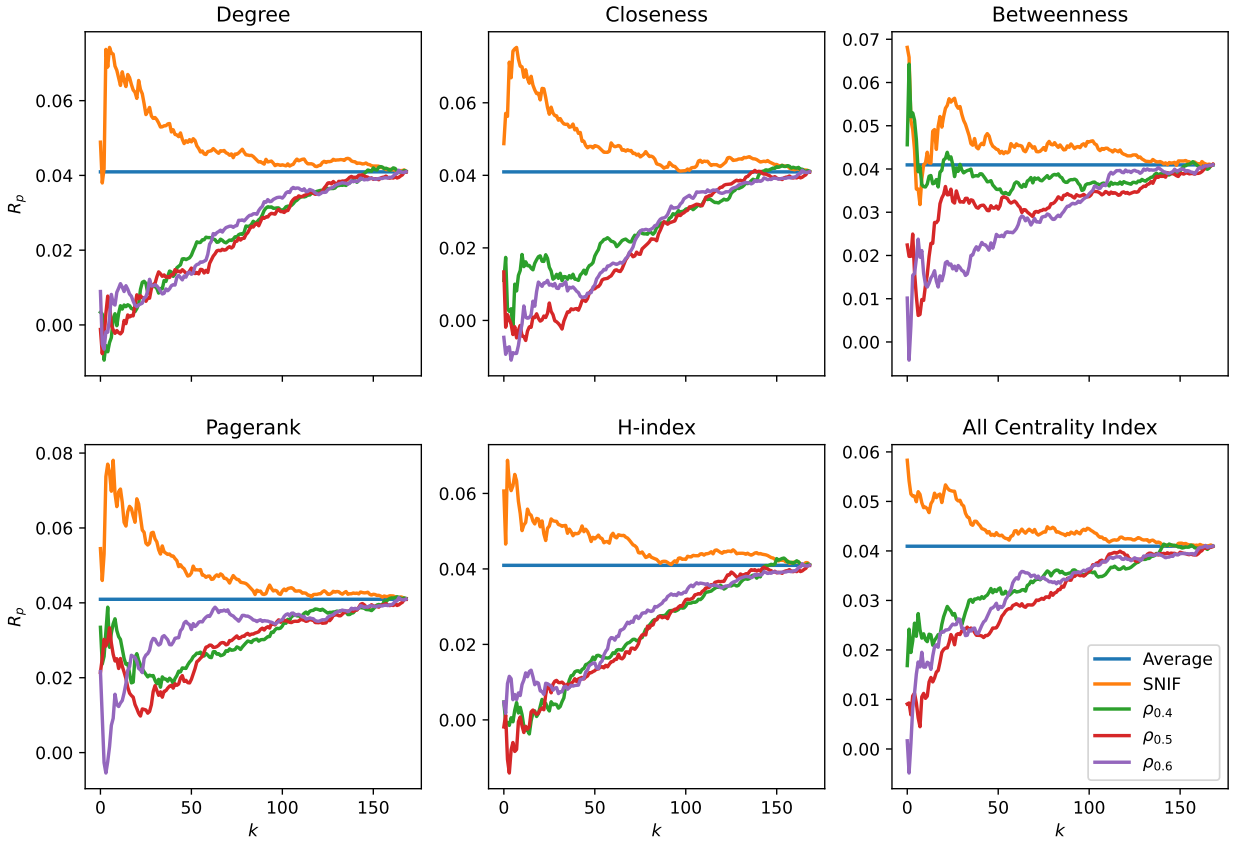 Degree
Closeness
Betweenness
0.06
0.04
0.02
0.00
R_p
0.06
0.04
0.02
0.00
0.07
0.06
0.05
0.04
0.03
0.02
0.01
0.00
Pagerank
H-index
All Centrality Index
0.08
0.06
0.04
0.02
0.00
R_p
0 50 100 150
k
0.06
0.04
0.02
0.00
0 50 100 150
k
0.06
0.05
0.04
0.03
0.02
0.01
0.00
0 50 100 150
k
Average
SNIF
ρ_0.4
ρ_0.5
ρ_0.6